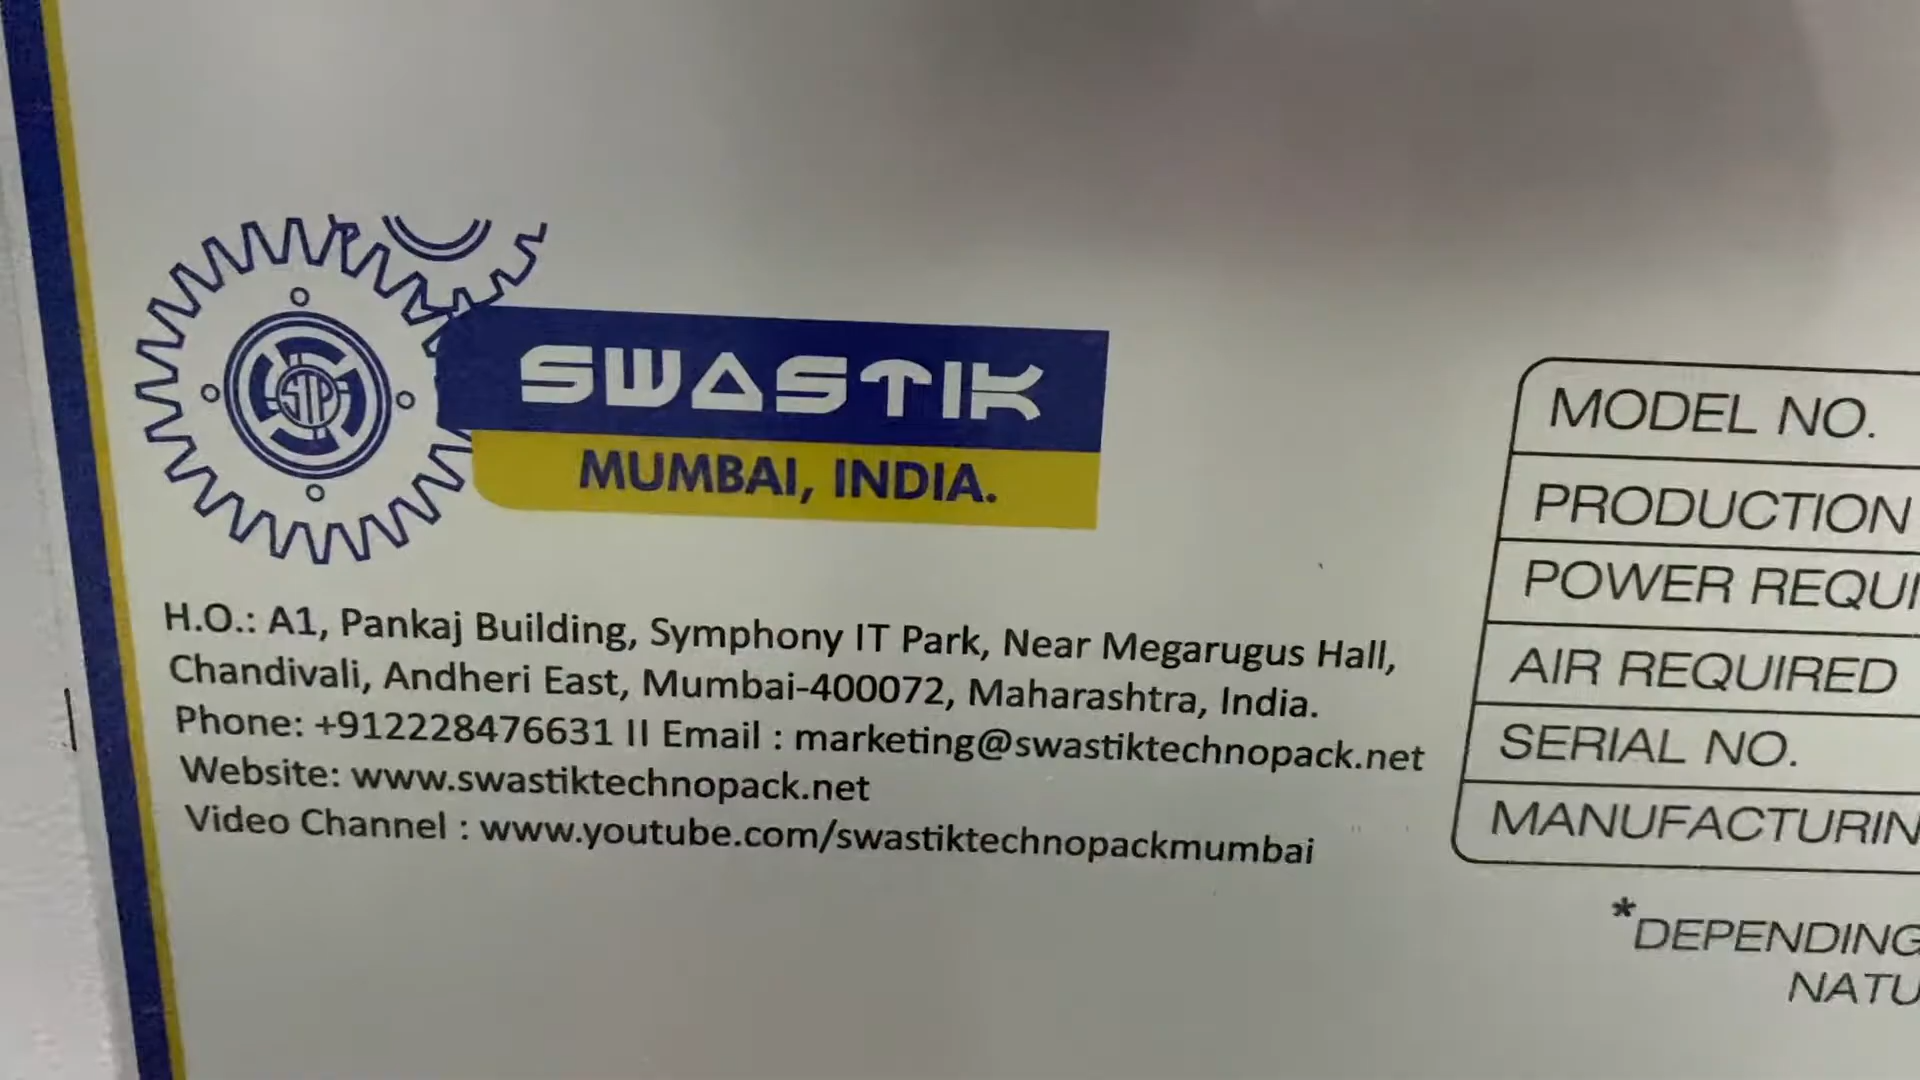 STP
SWASTIK
MUMBAI, INDIA.
H.O.: A1, Pankaj Building, Symphony IT Park, Near Megarugus Hall,
Chandivali, Andheri East, Mumbai-400072, Maharashtra, India.
Phone: +912228476631 II Email : marketing@swastiktechnopack.net
Website: www.swastiktechnopack.net
Video Channel : www.youtube.com/swastiktechnopackmumbai
MODEL NO.
PRODUCTION
POWER REQUI
AIR REQUIRED
SERIAL NO.
MANUFACTURIN
*DEPENDING
NATU